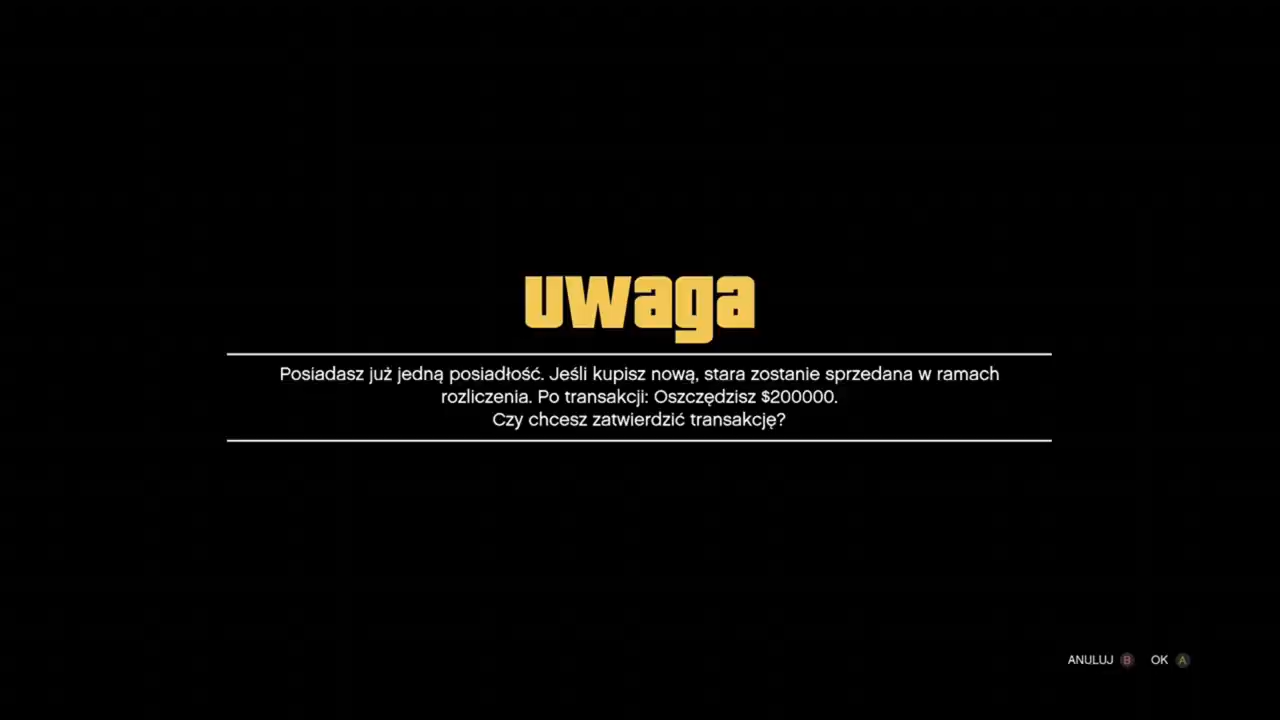 uwaga
Posiadasz już jedną posiadłość. Jeśli kupisz nową, stara zostanie sprzedana w ramach
rozliczenia. Po transakcji: Oszczędzisz $200000.
Czy chcesz zatwierdzić transakcję?
ANULUJ B OK A